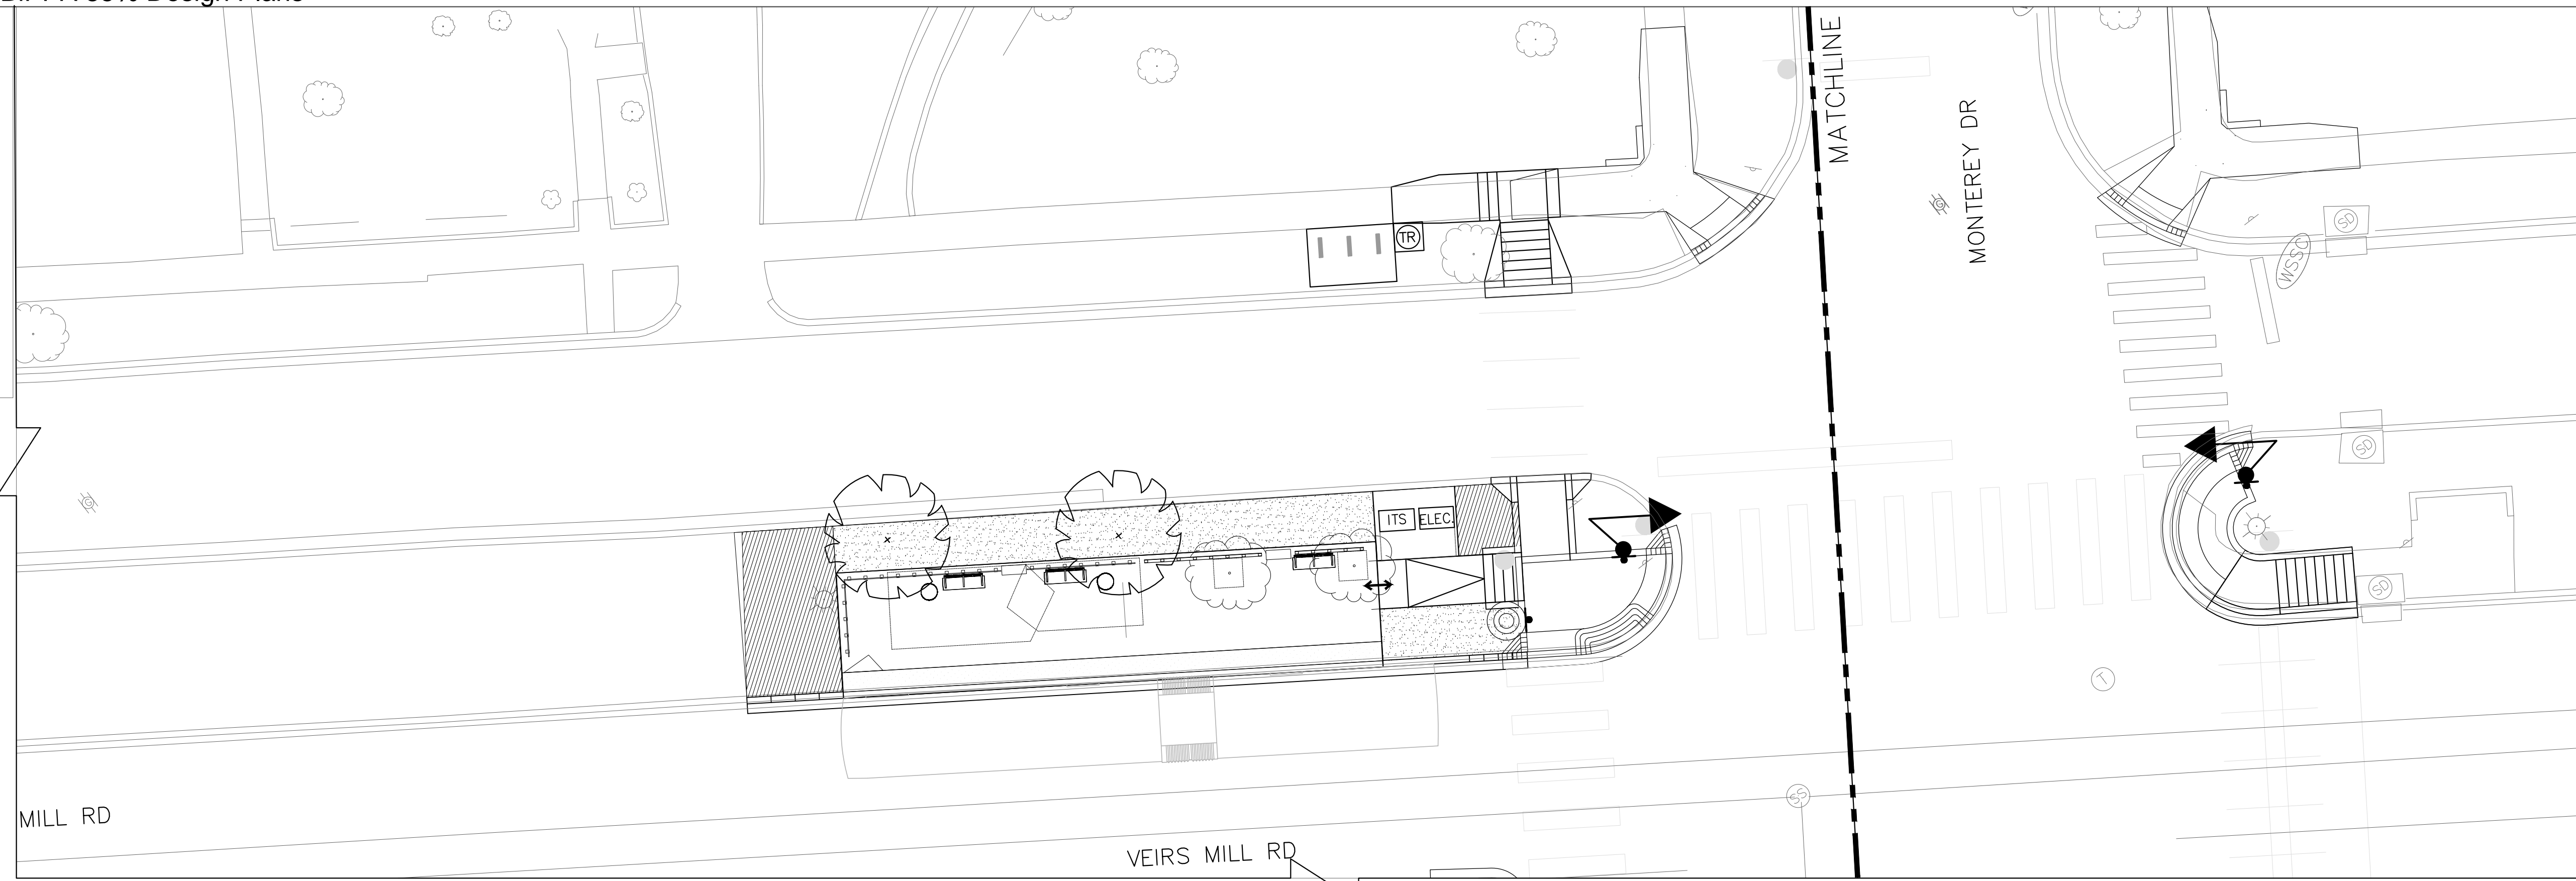 MATCHLINE
MONTEREY DR
G
TR
SD
WSSC
SD
G
ITS
ELEC.
SD
T
SS
MILL RD
VEIRS MILL RD